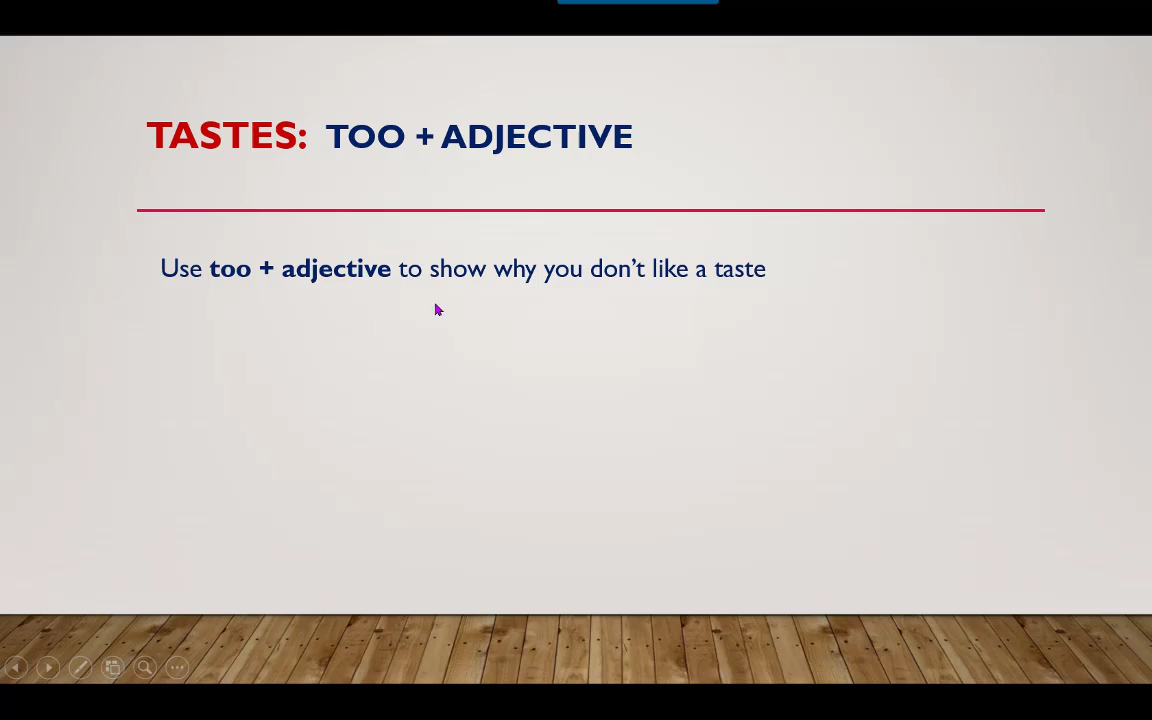 TASTES: TOO + ADJECTIVE
Use too + adjective to show why you don't like a taste